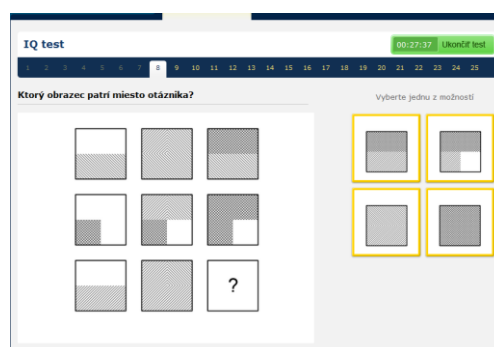 IQ test
00:27:37 Ukončiť test
1 2 3 4 5 6 7 8 9 10 11 12 13 14 15 16 17 18 19 20 21 22 23 24 25
Ktorý obrazec patrí miesto otáznika?
Vyberte jednu z možností
?